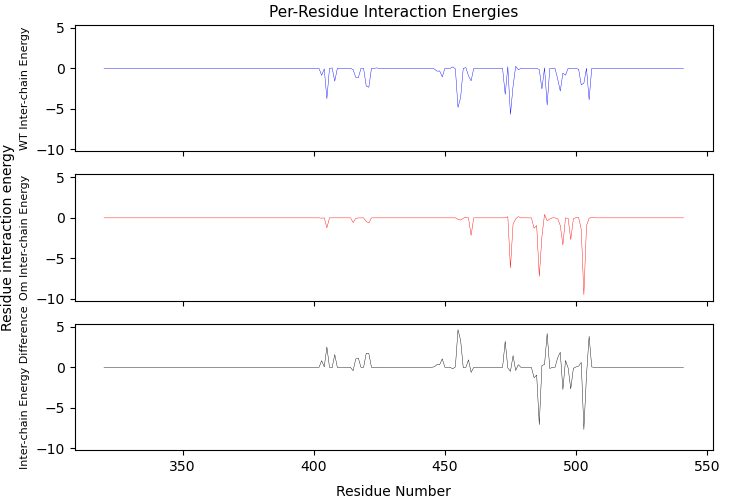 Per-Residue Interaction Energies
Residue interaction energy
WT Inter-chain Energy
5
0
−5
−10
Om Inter-chain Energy
5
0
−5
−10
Inter-chain Energy Difference
5
0
−5
−10
350 400 450 500 550
Residue Number